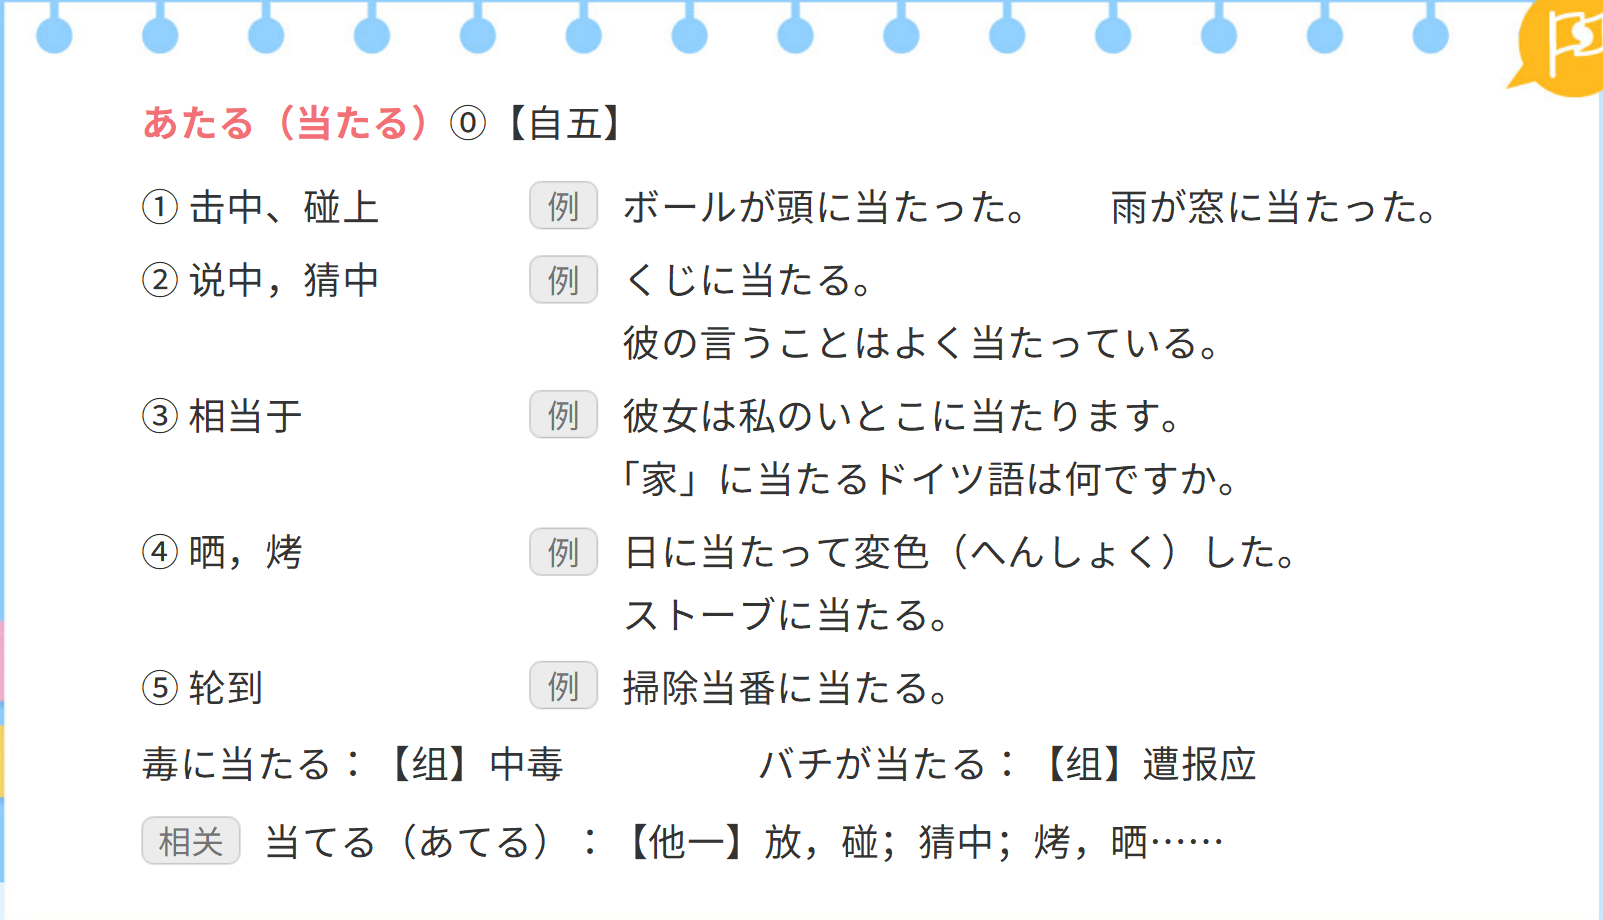 あたる（当たる）⓪【自五】
① 击中、碰上 例 ボールが頭に当たった。 雨が窓に当たった。
② 说中，猜中 例 くじに当たる。
彼の言うことはよく当たっている。
③ 相当于 例 彼女は私のいとこに当たります。
「家」に当たるドイツ語は何ですか。
④ 晒，烤 例 日に当たって変色（へんしょく）した。
ストーブに当たる。
⑤ 轮到 例 掃除当番に当たる。
毒に当たる：【组】中毒 バチが当たる：【组】遭报应
相关 当てる（あてる）：【他一】放，碰；猜中；烤，晒……